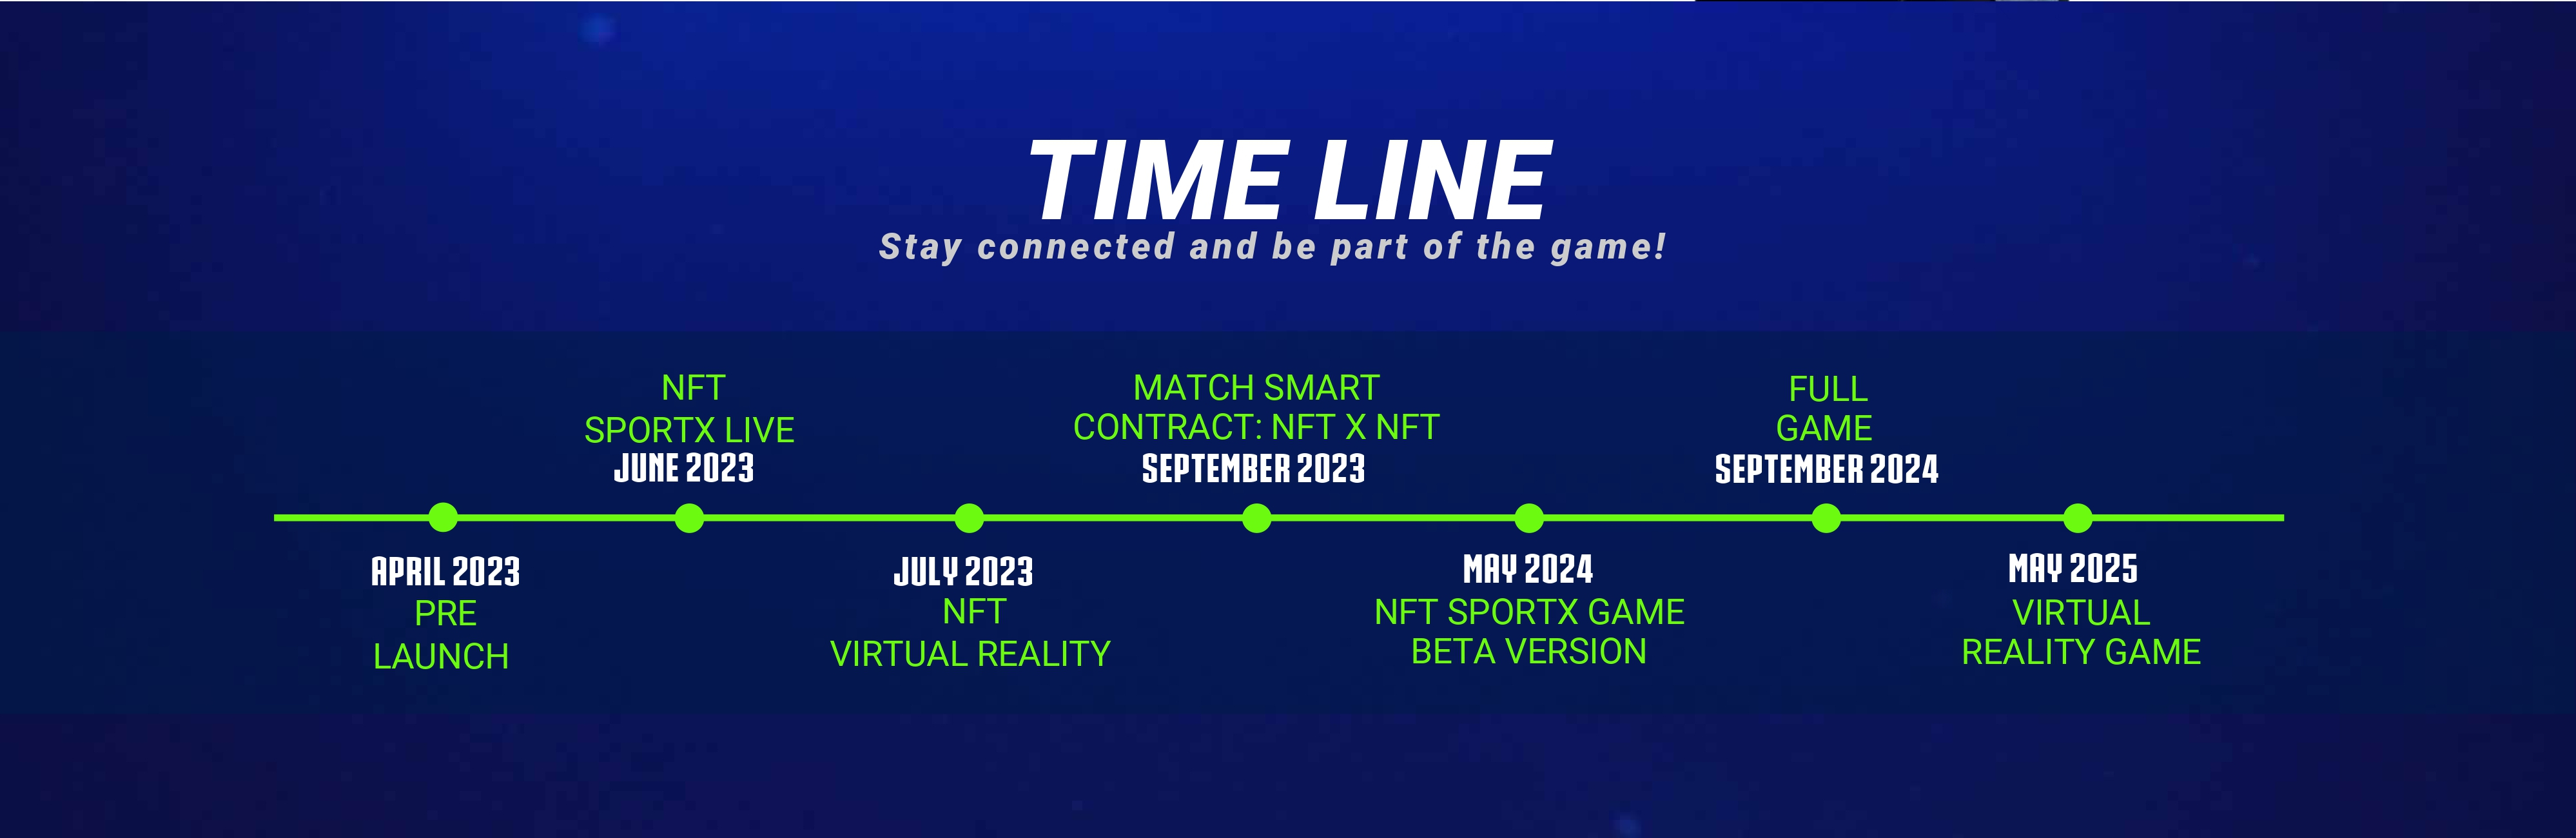 TIME LINE
Stay connected and be part of the game!
NFT
SPORTX LIVE
JUNE 2023
MATCH SMART
CONTRACT: NFT X NFT
SEPTEMBER 2023
FULL
GAME
SEPTEMBER 2024
APRIL 2023
PRE
LAUNCH
JULY 2023
NFT
VIRTUAL REALITY
MAY 2024
NFT SPORTX GAME
BETA VERSION
MAY 2025
VIRTUAL
REALITY GAME